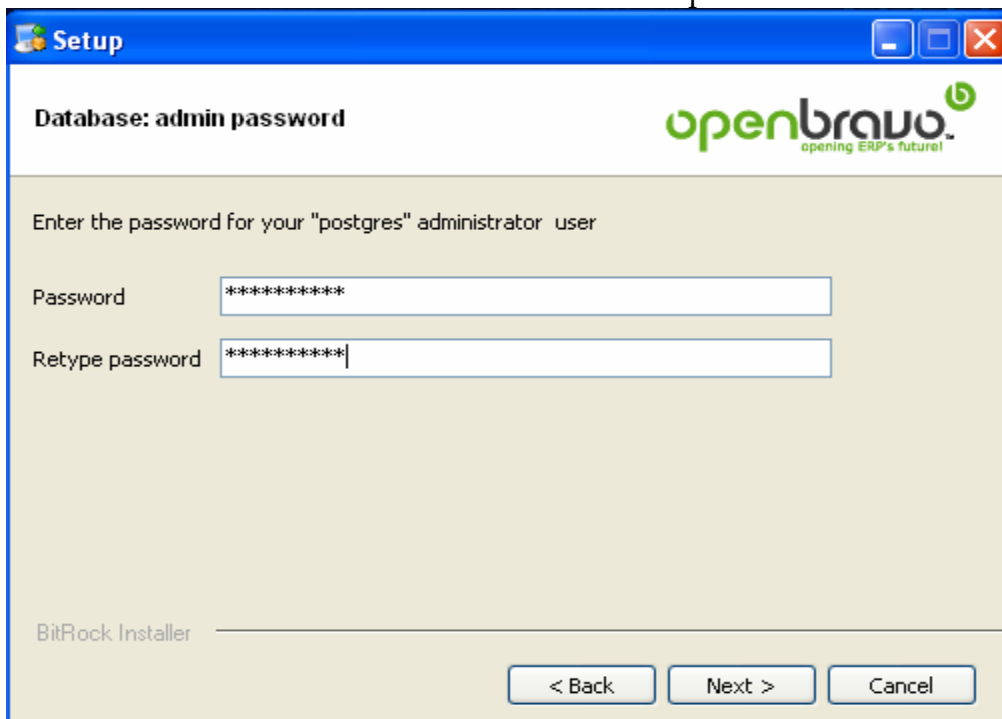 Setup
Database: admin password
openbravo™
opening ERP's future!
Enter the password for your "postgres" administrator  user
Password **********
Retype password **********
BitRock Installer
< Back Next > Cancel